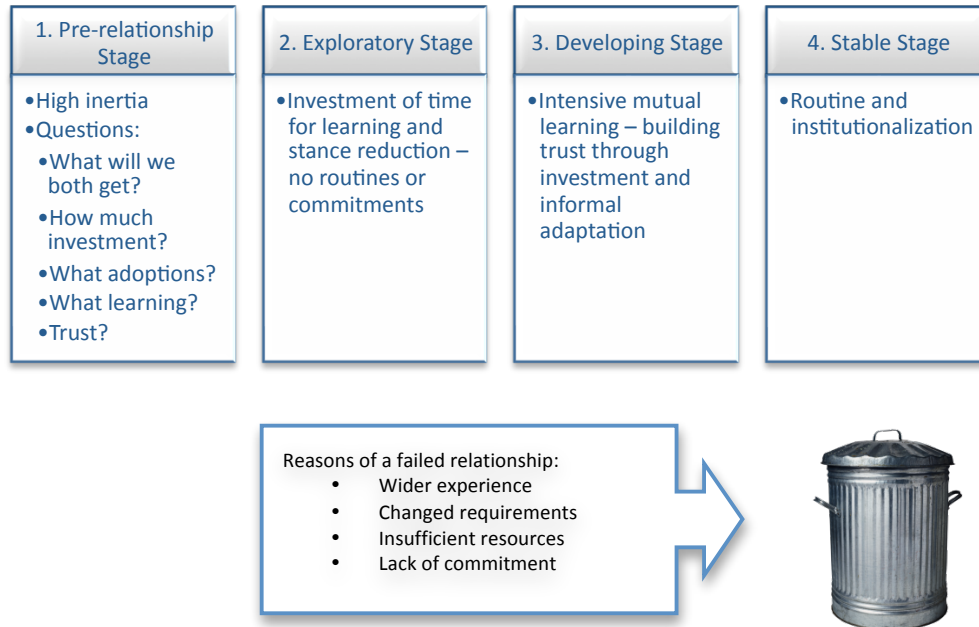 1. Pre-relationship
Stage
•High inertia
•Questions:
•What will we
both get?
•How much
investment?
•What adoptions?
•What learning?
•Trust?
2. Exploratory Stage
•Investment of time
for learning and
stance reduction –
no routines or
commitments
3. Developing Stage
•Intensive mutual
learning – building
trust through
investment and
informal
adaptation
4. Stable Stage
•Routine and
institutionalization
Reasons of a failed relationship:
• Wider experience
• Changed requirements
• Insufficient resources
• Lack of commitment